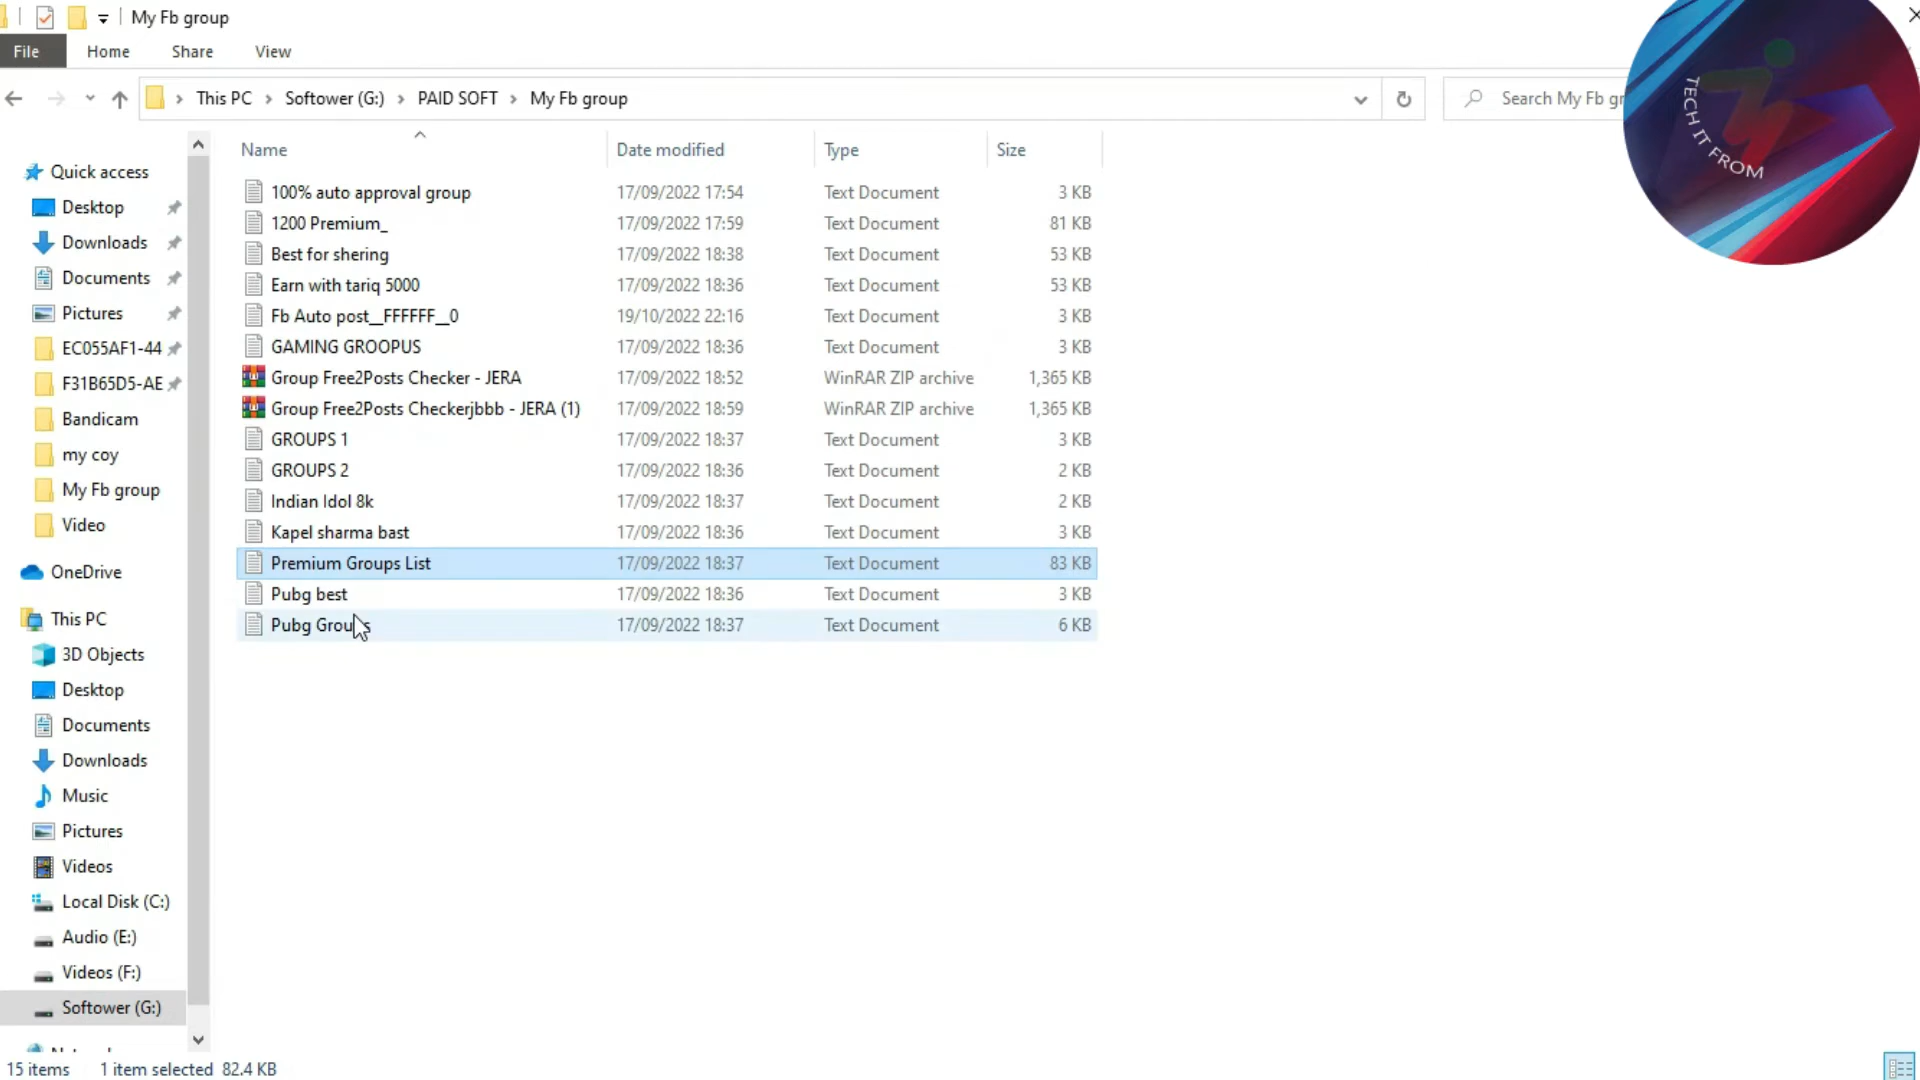 My Fb group
File Home Share View
This PC Softower (G:) PAID SOFT My Fb group
Search My Fb gr
TECH IT FROM
Name Date modified Type Size
100% auto approval group 17/09/2022 17:54 Text Document 3 KB
1200 Premium_ 17/09/2022 17:59 Text Document 81 KB
Best for shering 17/09/2022 18:38 Text Document 53 KB
Earn with tariq 5000 17/09/2022 18:36 Text Document 53 KB
Fb Auto post__FFFFFF__0 19/10/2022 22:16 Text Document 3 KB
GAMING GROOPUS 17/09/2022 18:36 Text Document 3 KB
Group Free2Posts Checker - JERA 17/09/2022 18:52 WinRAR ZIP archive 1,365 KB
Group Free2Posts Checkerjbbb - JERA (1) 17/09/2022 18:59 WinRAR ZIP archive 1,365 KB
GROUPS 1 17/09/2022 18:37 Text Document 3 KB
GROUPS 2 17/09/2022 18:36 Text Document 2 KB
Indian Idol 8k 17/09/2022 18:37 Text Document 2 KB
Kapel sharma bast 17/09/2022 18:36 Text Document 3 KB
Premium Groups List 17/09/2022 18:37 Text Document 83 KB
Pubg best 17/09/2022 18:36 Text Document 3 KB
Pubg Groups 17/09/2022 18:37 Text Document 6 KB
Quick access
Desktop
Downloads
Documents
Pictures
EC055AF1-44
F31B65D5-AE
Bandicam
my coy
My Fb group
Video
OneDrive
This PC
3D Objects
Desktop
Documents
Downloads
Music
Pictures
Videos
Local Disk (C:)
Audio (E:)
Videos (F:)
Softower (G:)
15 items 1 item selected 82.4 KB